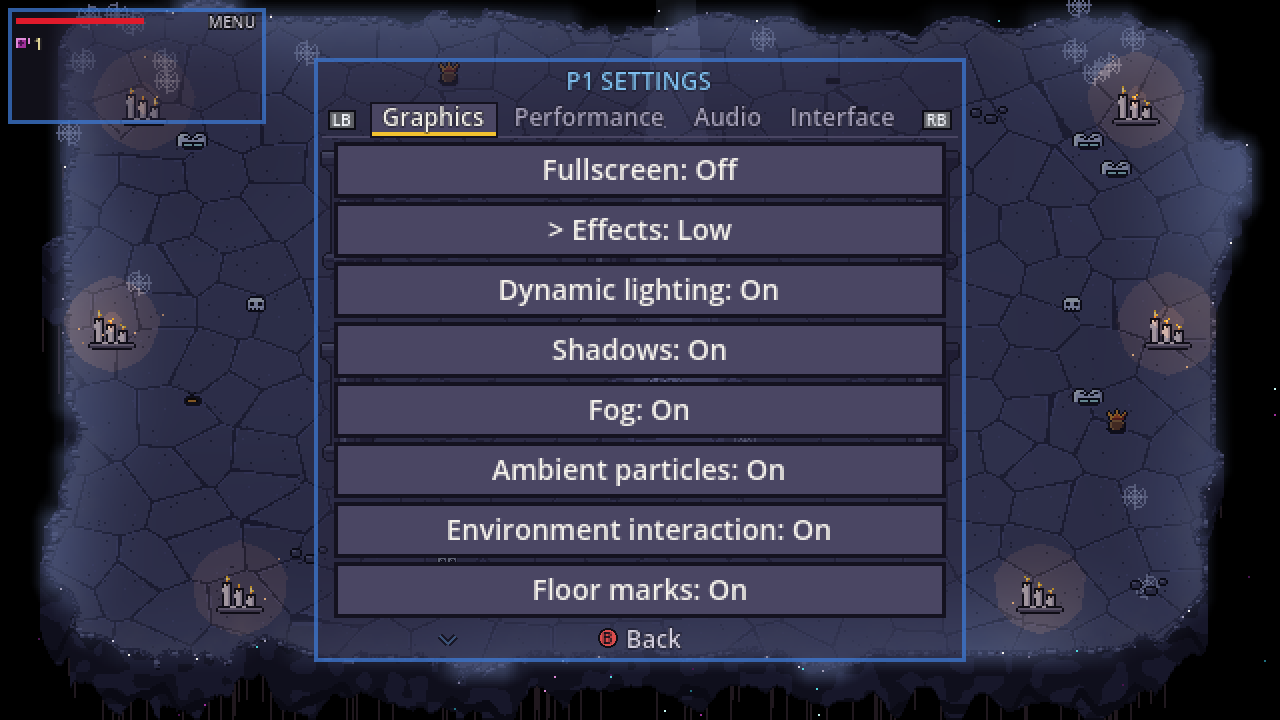 MENU
1
P1 SETTINGS
LB Graphics Performance Audio Interface RB
Fullscreen: Off
> Effects: Low
Dynamic lighting: On
Shadows: On
Fog: On
Ambient particles: On
Environment interaction: On
Floor marks: On
B Back